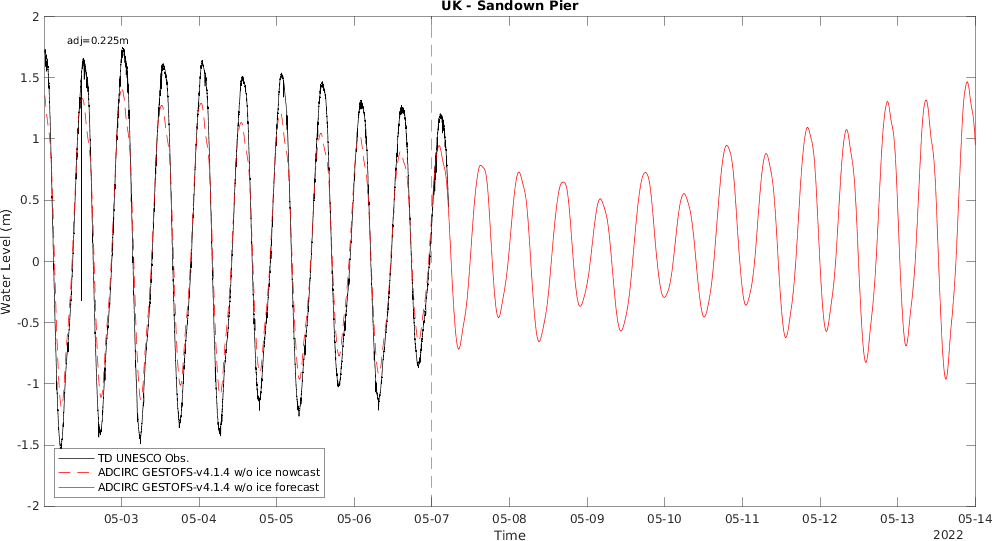 UK - Sandown Pier
adj=0.225m
2
1.5
1
0.5
0
-0.5
-1
-1.5
-2
Water Level (m)
TD UNESCO Obs.
ADCIRC GESTOFS-v4.1.4 w/o ice nowcast
ADCIRC GESTOFS-v4.1.4 w/o ice forecast
05-03 05-04 05-05 05-06 05-07 05-08 05-09 05-10 05-11 05-12 05-13 05-14
Time
2022